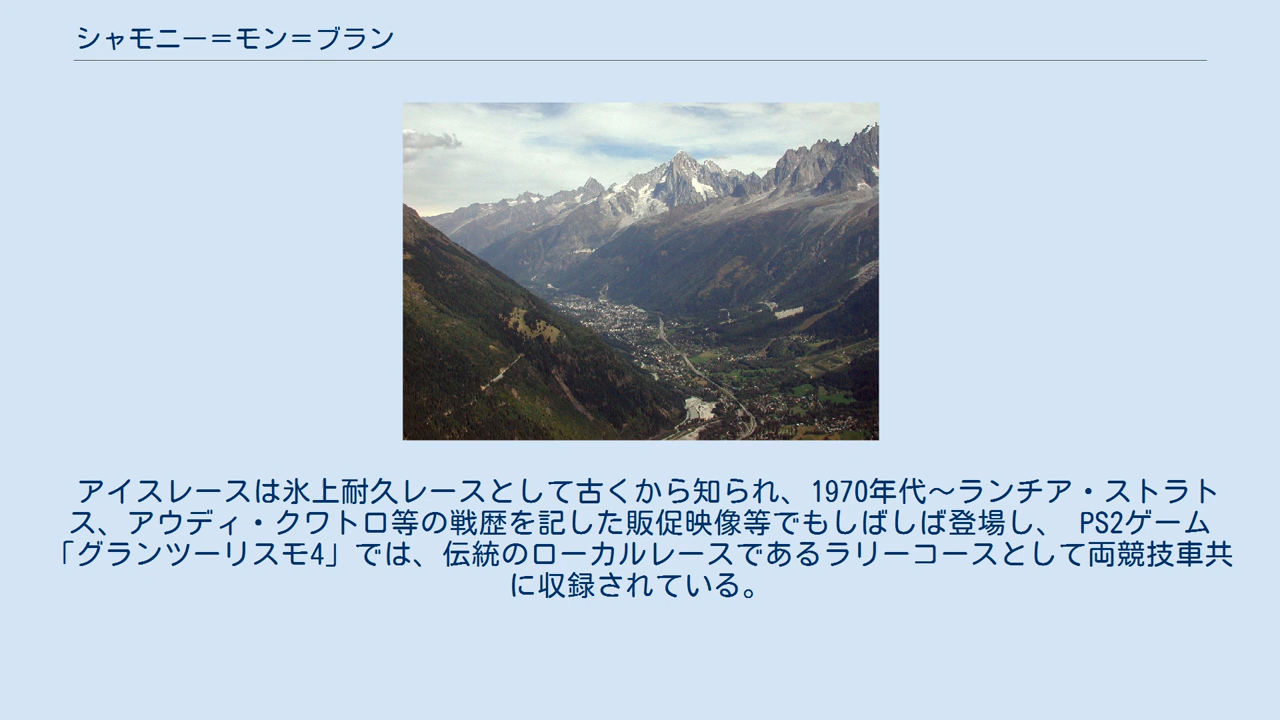 シャモニー＝モン＝ブラン
アイスレースは氷上耐久レースとして古くから知られ、1970年代〜ランチア・ストラト
ス、アウディ・クワトロ等の戦歴を記した販促映像等でもしばしば登場し、 PS2ゲーム
「グランツーリスモ4」では、伝統のローカルレースであるラリーコースとして両競技車共
に収録されている。